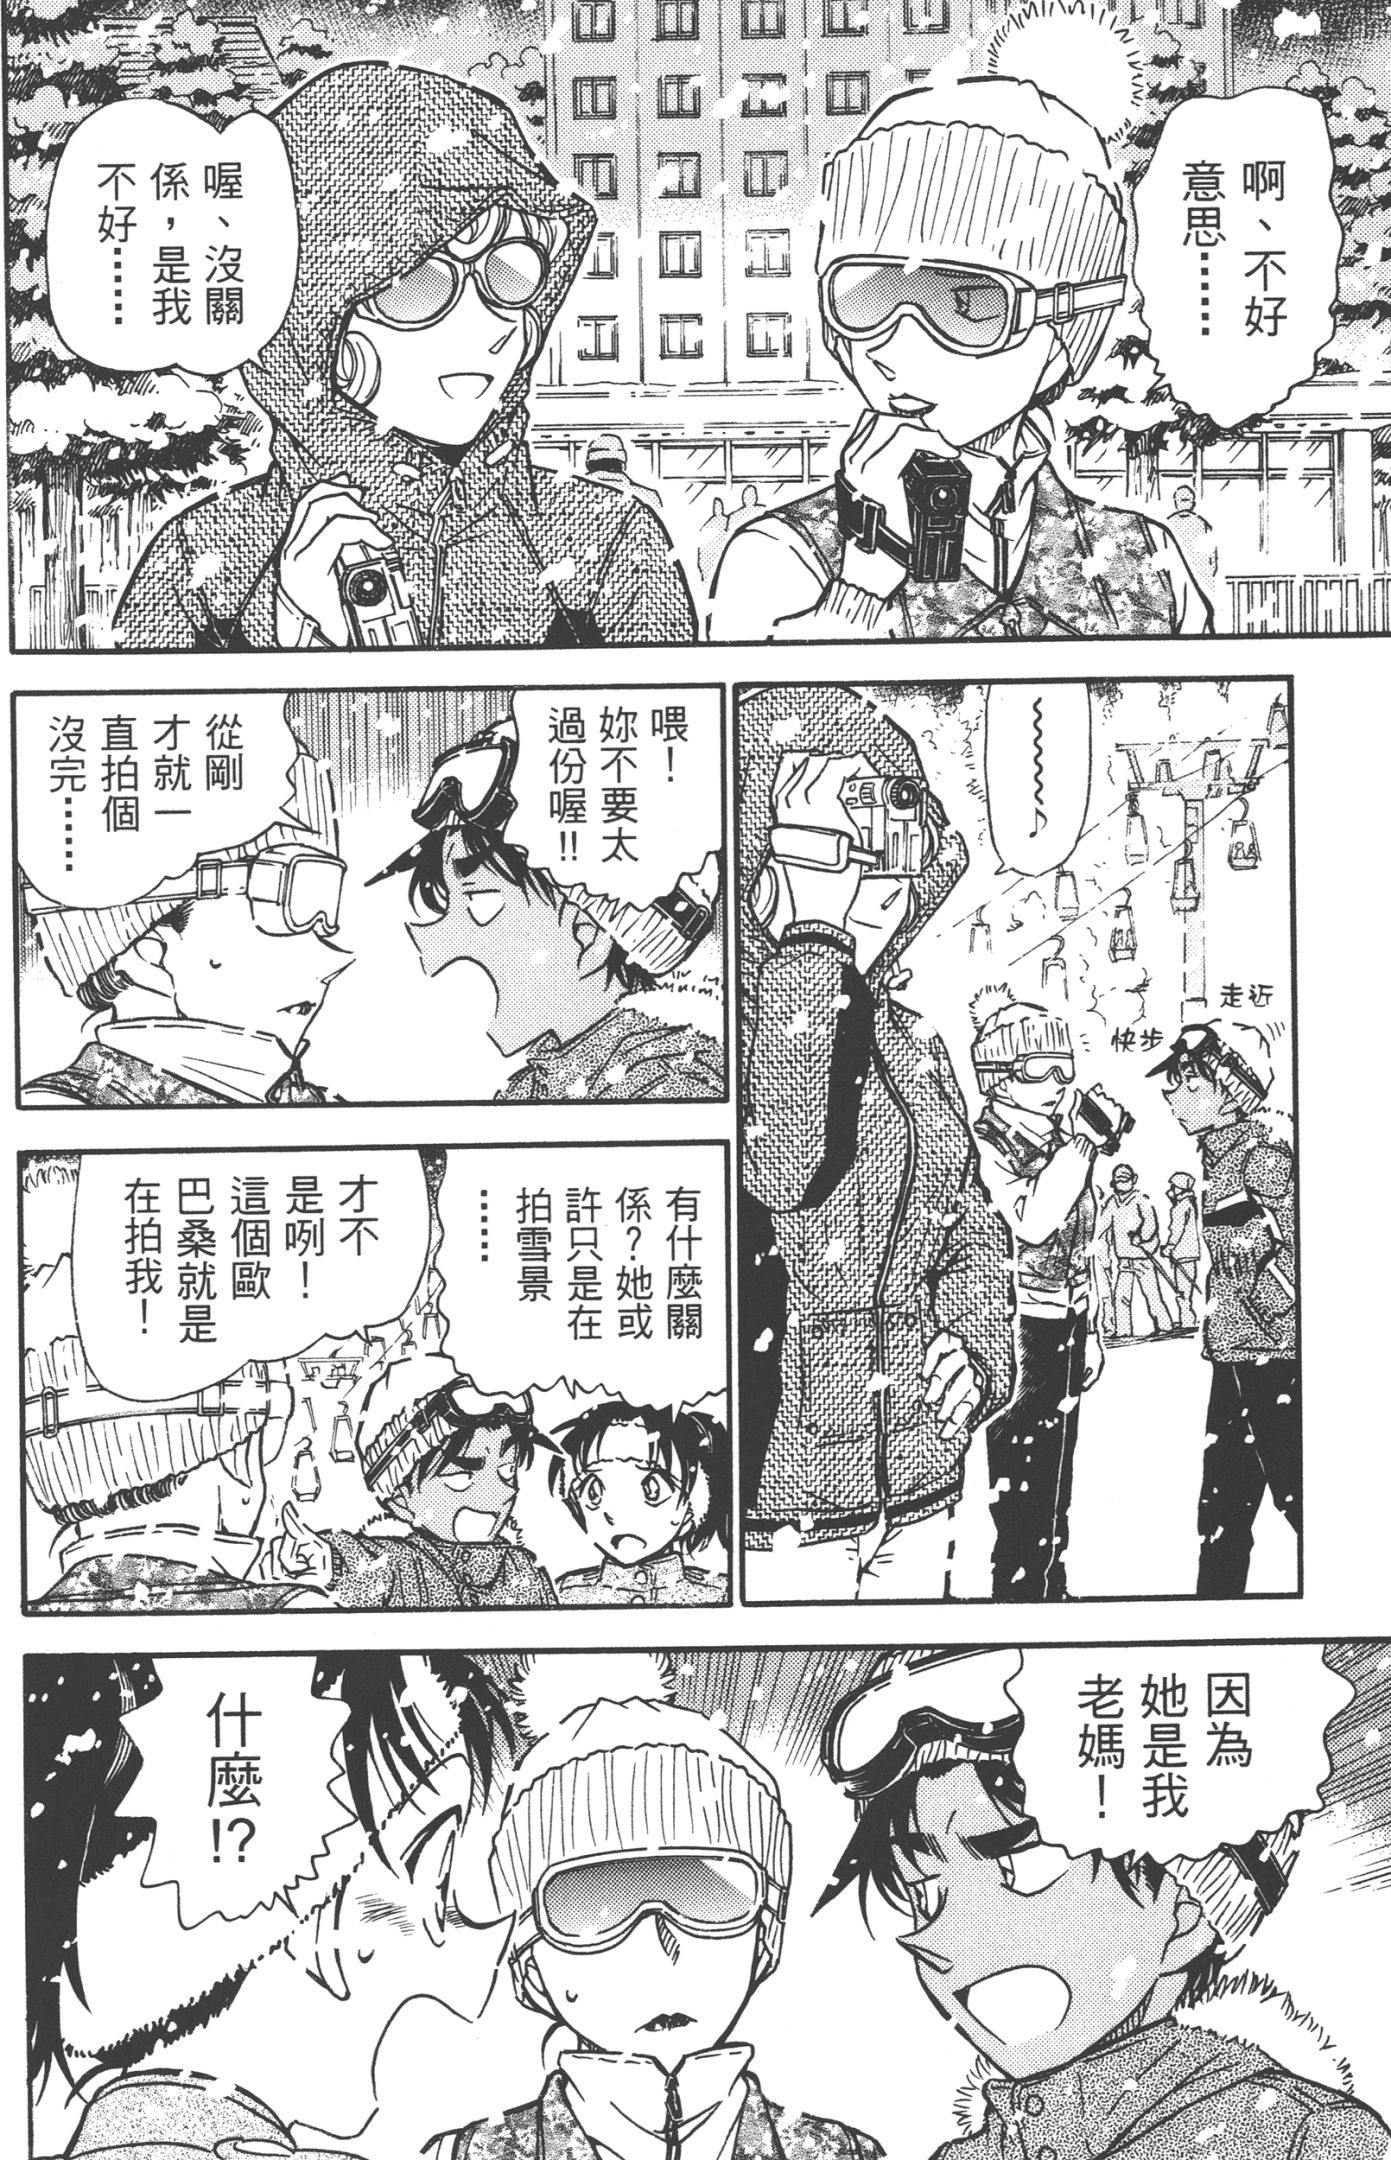 啊、不好
意思……
喔、沒關
係，是我
不好……
走近
快步
喂！
妳不要太
過份喔!!
從剛
才就一
直拍個
沒完……
有什麼關
係？她或
許只是在
拍雪景
……
才不
是咧！
這個歐
巴桑就是
在拍我！
因為
她是我
老媽！
什麼!?